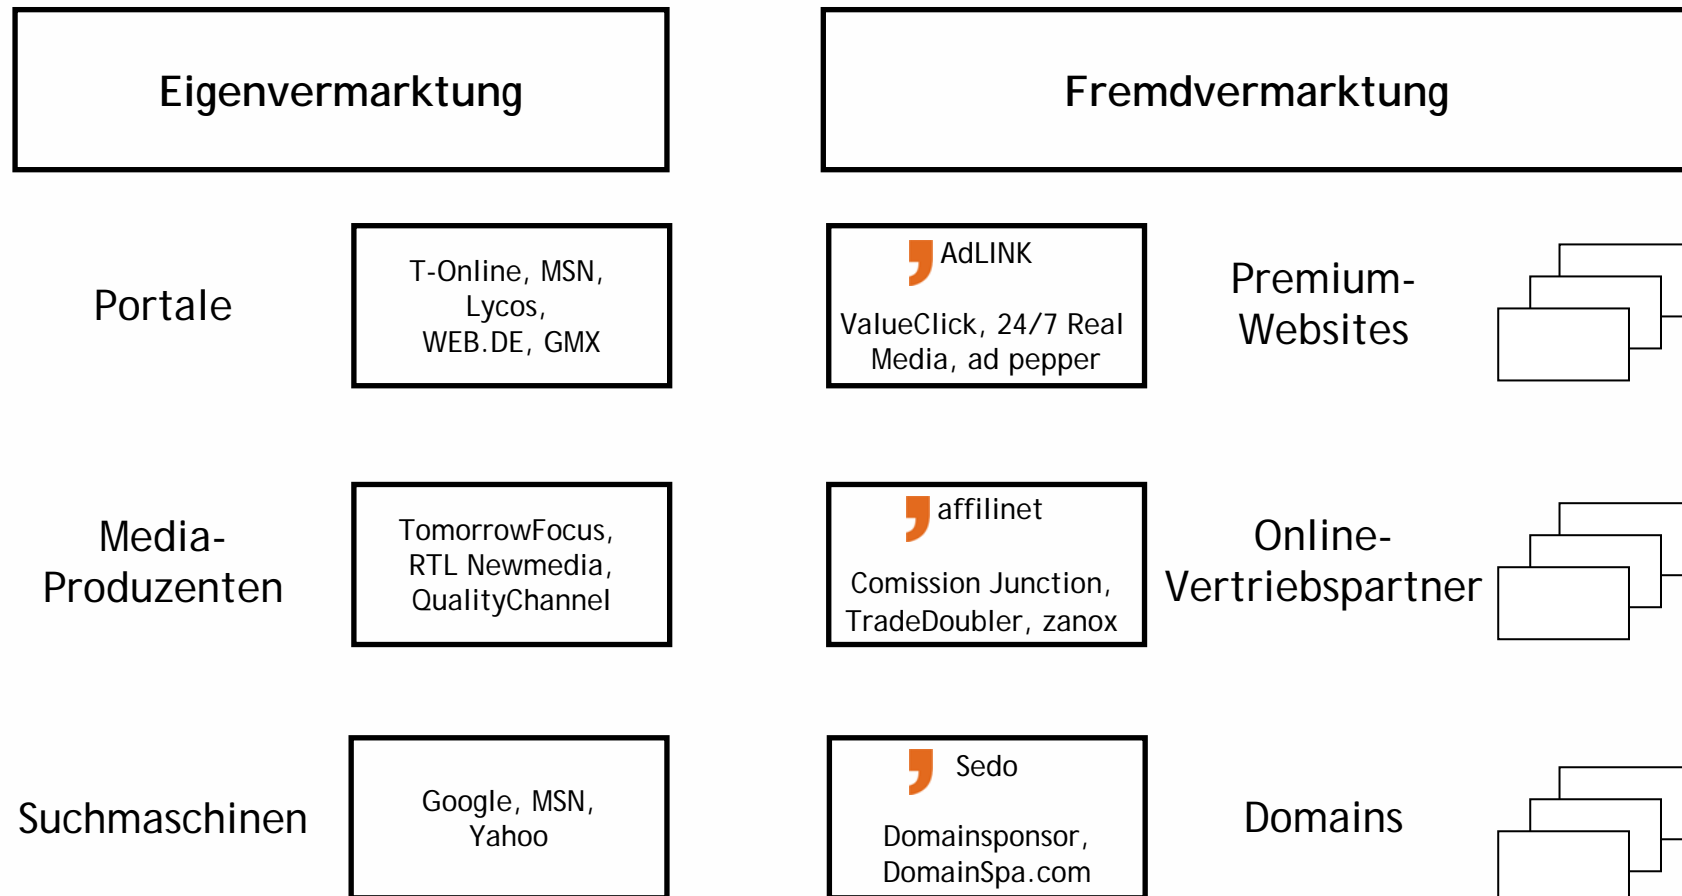 Eigenvermarktung
Fremdvermarktung
Portale
T-Online, MSN,
Lycos,
WEB.DE, GMX
AdLINK
ValueClick, 24/7 Real
Media, ad pepper
Premium-
Websites
Media-
Produzenten
TomorrowFocus,
RTL Newmedia,
QualityChannel
affilinet
Comission Junction,
TradeDoubler, zanox
Online-
Vertriebspartner
Suchmaschinen
Google, MSN,
Yahoo
Sedo
Domainsponsor,
DomainSpa.com
Domains